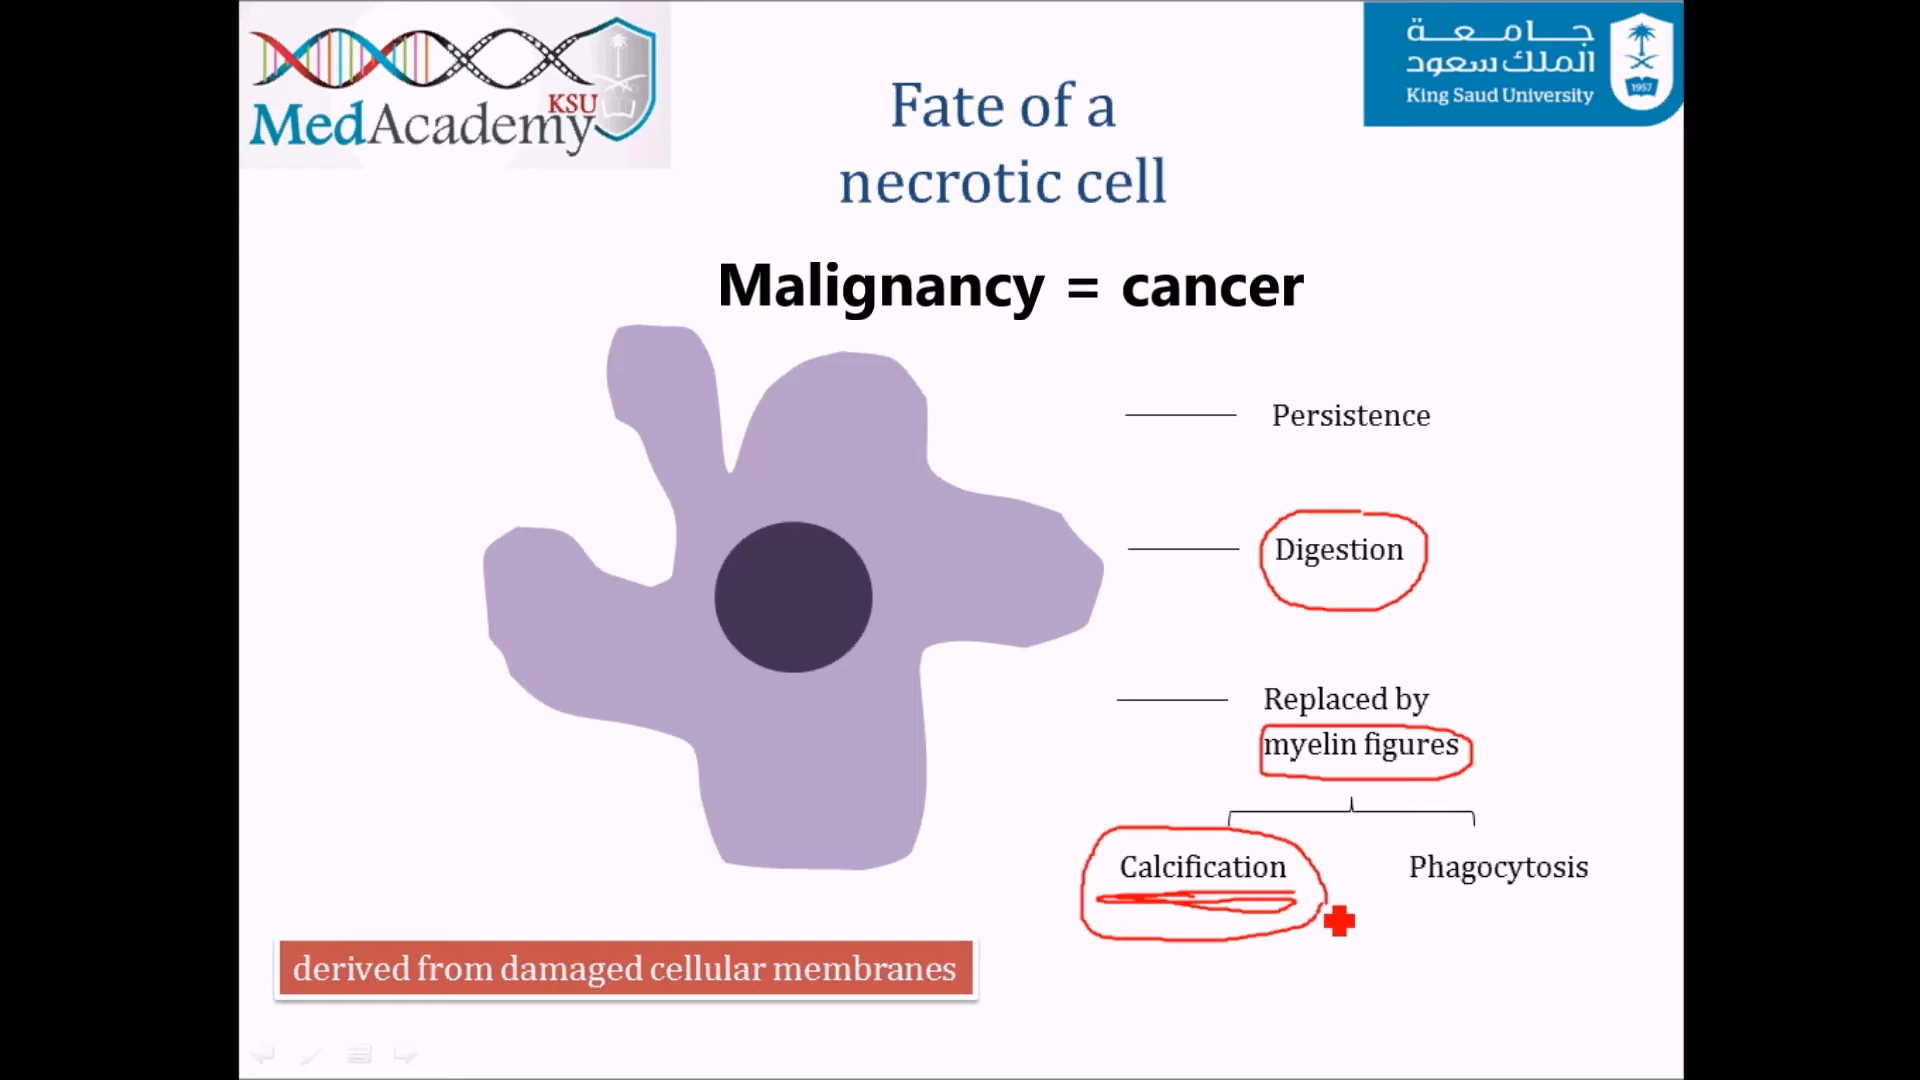 KSU
MedAcademy
جامعة
الملك سعود
King Saud University
1957
Fate of a
necrotic cell
Malignancy = cancer
Persistence
Digestion
Replaced by
myelin figures
Calcification
Phagocytosis
derived from damaged cellular membranes